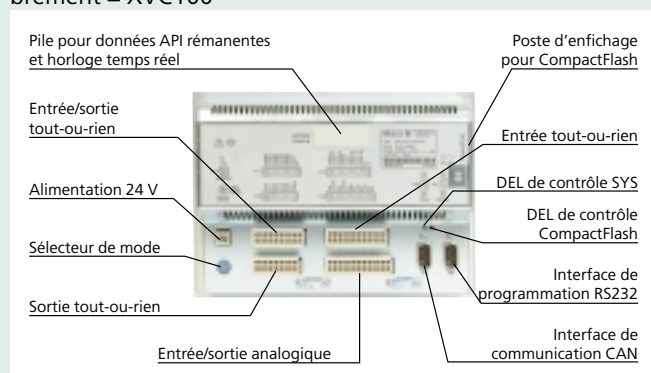 Pile pour données API rémanentes
et horloge temps réel
Poste d'enfichage
pour CompactFlash
Entrée/sortie
tout-ou-rien
Entrée tout-ou-rien
Alimentation 24 V
DEL de contrôle SYS
DEL de contrôle
CompactFlash
Sélecteur de mode
Interface de
programmation RS232
Sortie tout-ou-rien
Interface de
communication CAN
Entrée/sortie analogique